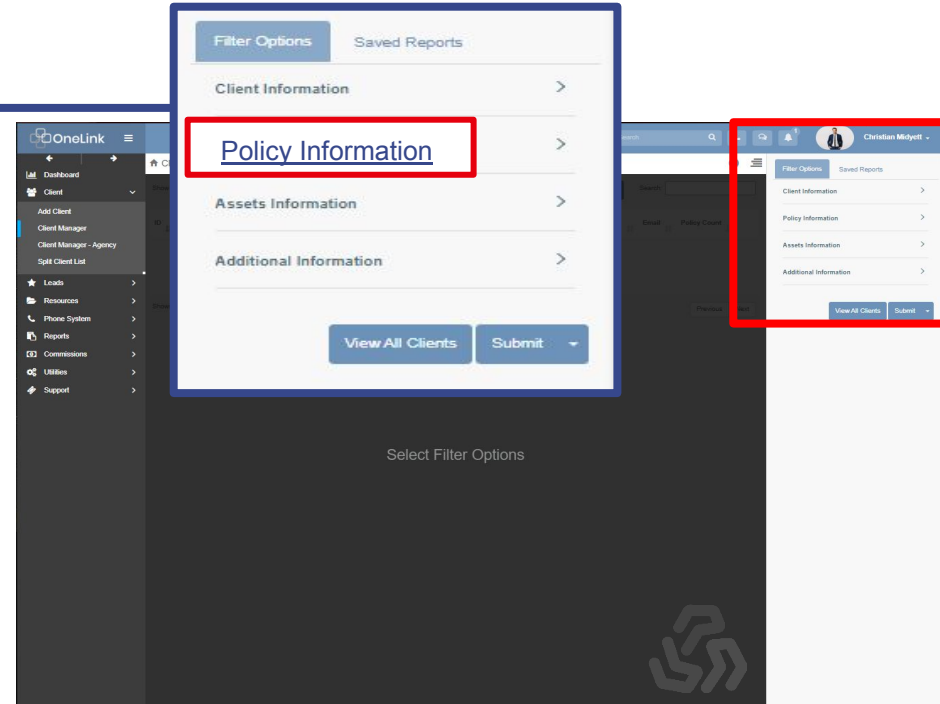 Filter Options Saved Reports
Client Information
Policy Information
Assets Information
Additional Information
View All Clients Submit
OneLink
Search
Christian Midyett
Dashboard
Client
Add Client
Client Manager
Client Manager - Agency
Split Client List
Leads
Resources
Phone System
Reports
Commissions
Utilities
Support
Search
ID Email Policy Count
Previous
Select Filter Options
Filter Options Saved Reports
Client Information
Policy Information
Assets Information
Additional Information
View All Clients Submit